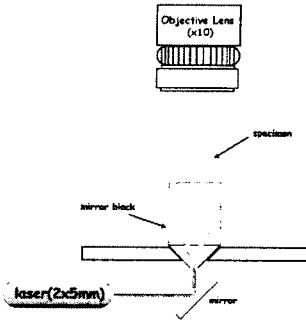 Objective Lens
(x10)
specimen
mirror block
laser(2x5mm)
mirror